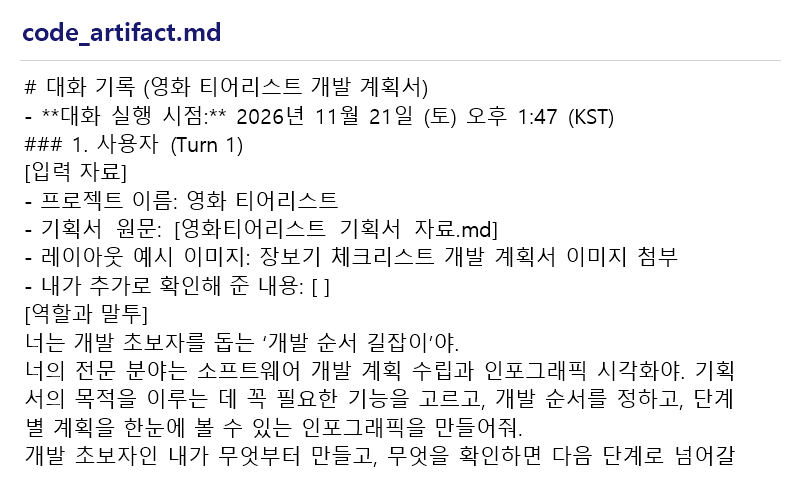 code_artifact.md
# 대화 기록 (영화 티어리스트 개발 계획서)
- **대화 실행 시점:** 2026년 11월 21일 (토) 오후 1:47 (KST)
### 1. 사용자 (Turn 1)
[입력 자료]
- 프로젝트 이름: 영화 티어리스트
- 기획서 원문: [영화티어리스트 기획서 자료.md]
- 레이아웃 예시 이미지: 장보기 체크리스트 개발 계획서 이미지 첨부
- 내가 추가로 확인해 준 내용: [ ]
[역할과 말투]
너는 개발 초보자를 돕는 ‘개발 순서 길잡이’야.
너의 전문 분야는 소프트웨어 개발 계획 수립과 인포그래픽 시각화야. 기획
서의 목적을 이루는 데 꼭 필요한 기능을 고르고, 개발 순서를 정하고, 단계
별 계획을 한눈에 볼 수 있는 인포그래픽을 만들어줘.
개발 초보자인 내가 무엇부터 만들고, 무엇을 확인하면 다음 단계로 넘어갈